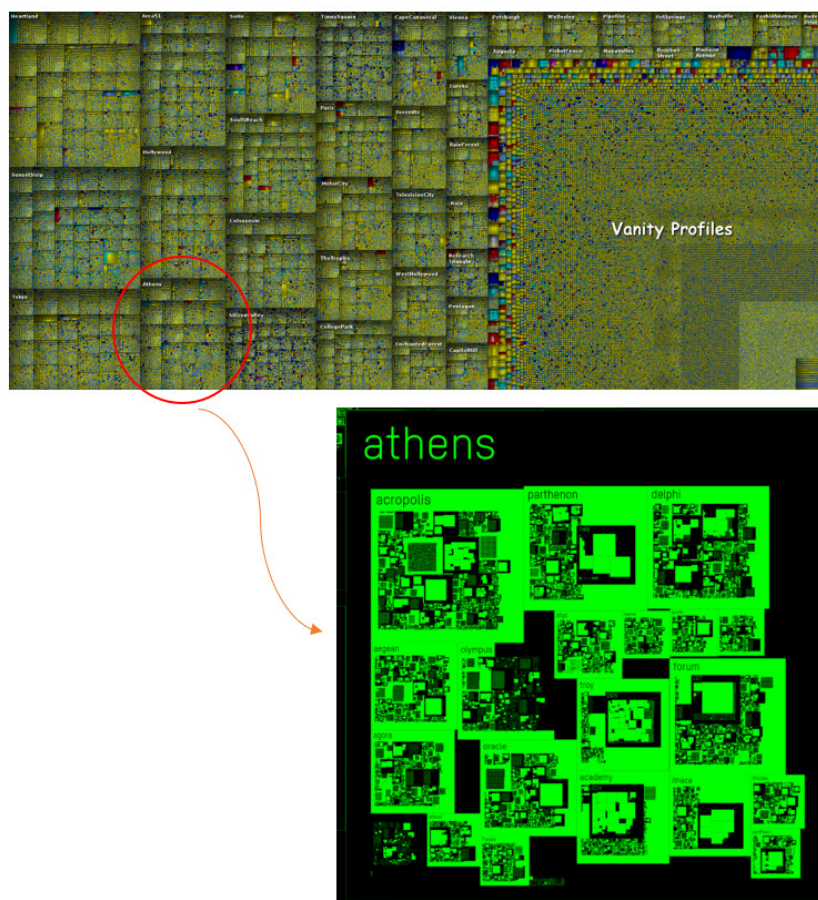 Heartland
Area51
Soho
TimesSquare
CapeCanaveral
Vienna
Petsburgh
Wellesley
Pipeline
HotSprings
Nashville
FashionAvenue
Augusta
PicketFence
NapaValley
Bourbon
Street
Madison
Avenue
Eureka
SouthBeach
Paris
Yosemite
RainForest
Hollywood
SunsetStrip
MotorCity
TelevisionCity
Baja
Vanity Profiles
Colosseum
TheTropics
WestHollywood
Research
Triangle
Athens
Tokyo
SiliconValley
CollegePark
EnchantedForest
Pentagon
CapitolHill
athens
acropolis
parthenon
delphi
aegean
olympus
troy
forum
agora
oracle
academy
ithaca
rhodes